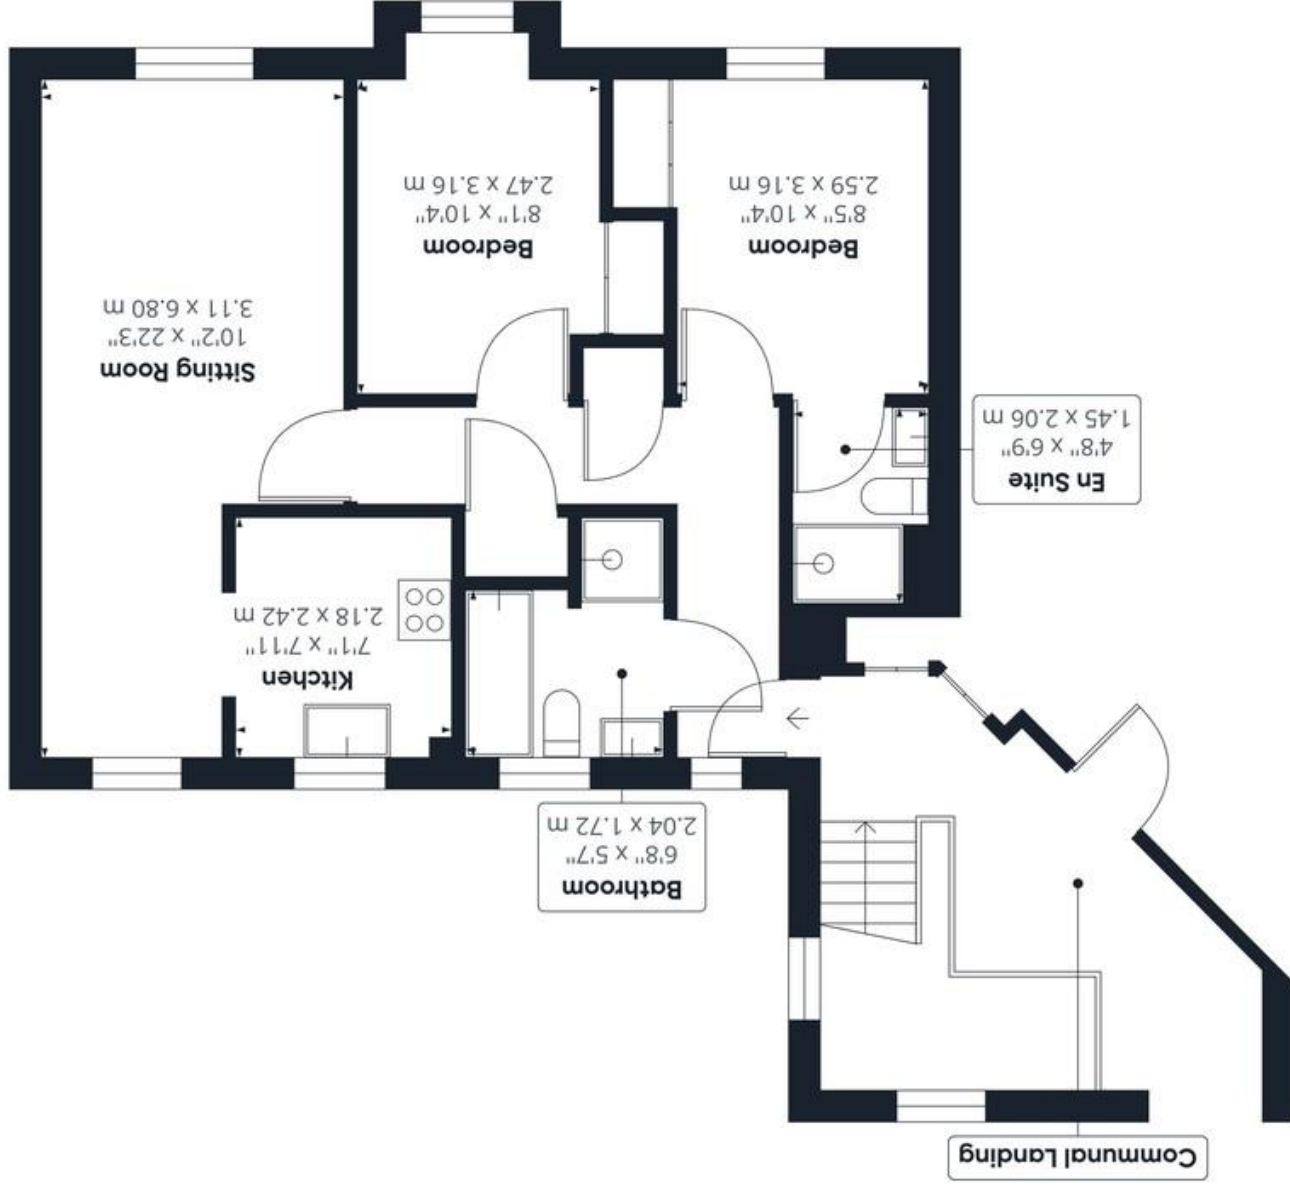 Communal Landing
Bathroom
6'8" x 5'7"
2.04 x 1.72 m
Kitchen
7'1" x 7'11"
2.18 x 2.42 m
En Suite
4'8" x 6'9"
1.45 x 2.06 m
Sitting Room
10'2" x 22'3"
3.11 x 6.80 m
Bedroom
8'5" x 10'4"
2.59 x 3.16 m
Bedroom
8'1" x 10'4"
2.47 x 3.16 m